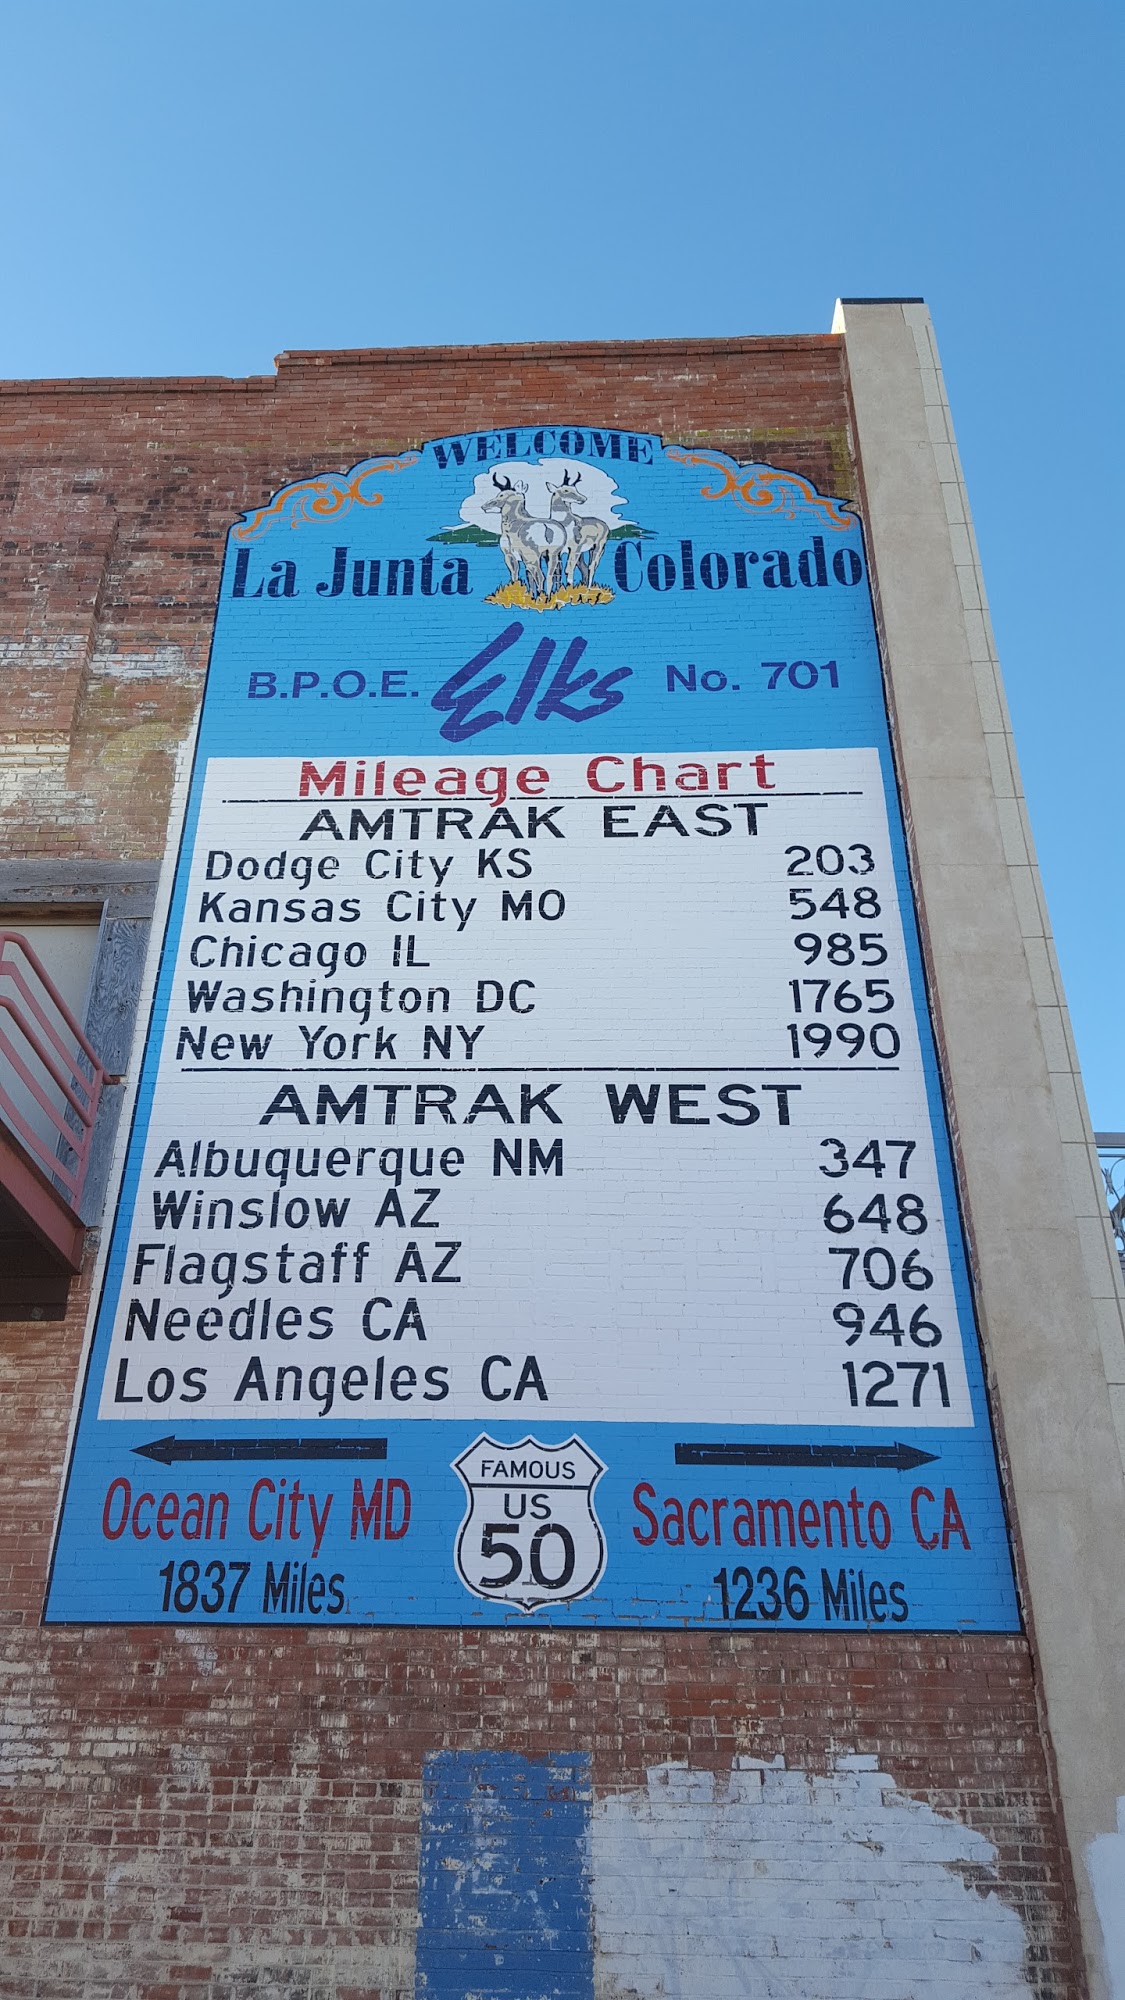 WELCOME
La Junta Colorado
B.P.O.E. Elks No. 701
Mileage Chart
AMTRAK EAST
Dodge City KS 203
Kansas City MO 548
Chicago IL 985
Washington DC 1765
New York NY 1990
AMTRAK WEST
Albuquerque NM 347
Winslow AZ 648
Flagstaff AZ 706
Needles CA 946
Los Angeles CA 1271
Ocean City MD
1837 Miles
FAMOUS
US
50
Sacramento CA
1236 Miles